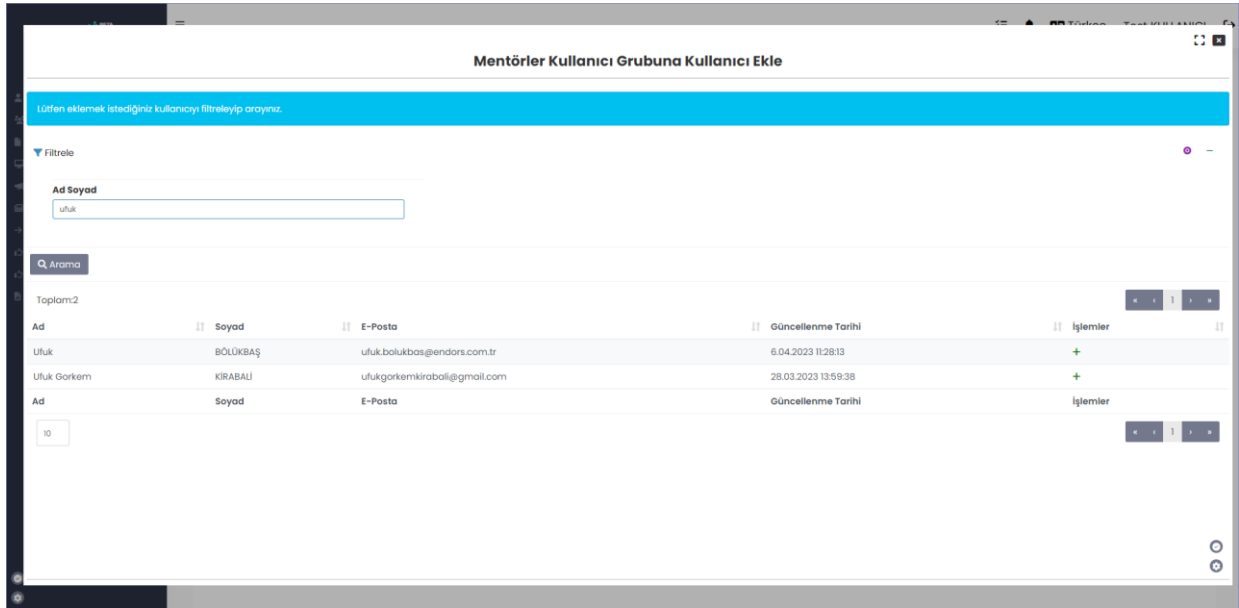 Mentörler Kullanıcı Grubuna Kullanıcı Ekle
Lütfen eklemek istediğiniz kullanıcıyı filtreleyip arayınız.
Filtrele
Ad Soyad
ufuk
Arama
Toplam:2
« ‹ 1 › »
Ad Soyad E-Posta Güncellenme Tarihi İşlemler
Ufuk BÖLÜKBAŞ ufuk.bolukbas@endors.com.tr 6.04.2023 11:28:13 +
Ufuk Gorkem KİRABALİ ufukgorkemkirabali@gmail.com 28.03.2023 13:59:38 +
Ad Soyad E-Posta Güncellenme Tarihi İşlemler
10
« ‹ 1 › »